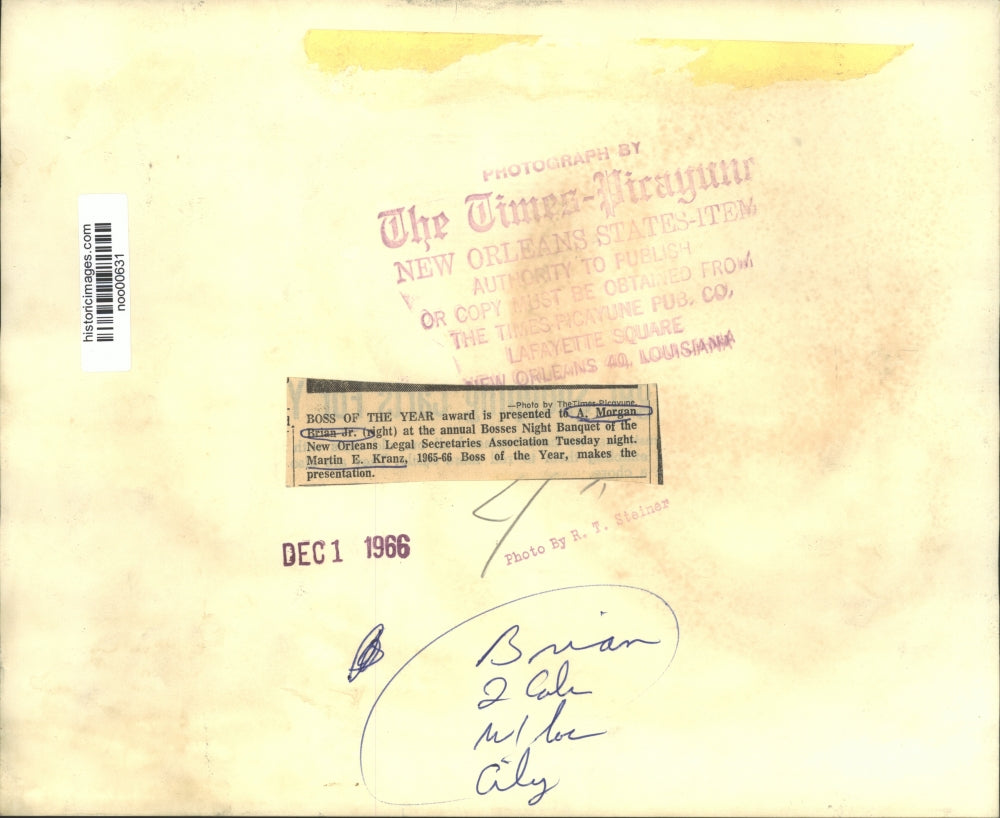 PHOTOGRAPH BY
The Times-Picayune
NEW ORLEANS STATES-ITEM
AUTHORITY TO PUBLISH
OR COPY MUST BE OBTAINED FROM
THE TIMES-PICAYUNE PUB. CO,
LAFAYETTE SQUARE
NEW ORLEANS 40, LOUISIANA
historicimages.com
noo00631
—Photo by The Times-Picayune.
BOSS OF THE YEAR award is presented to A. Morgan
Brian Jr. (right) at the annual Bosses Night Banquet of the
New Orleans Legal Secretaries Association Tuesday night.
Martin E. Kranz, 1965-66 Boss of the Year, makes the
presentation.
4
Photo By R. T. Steiner
DEC 1 1966
Brian
2 Col
City